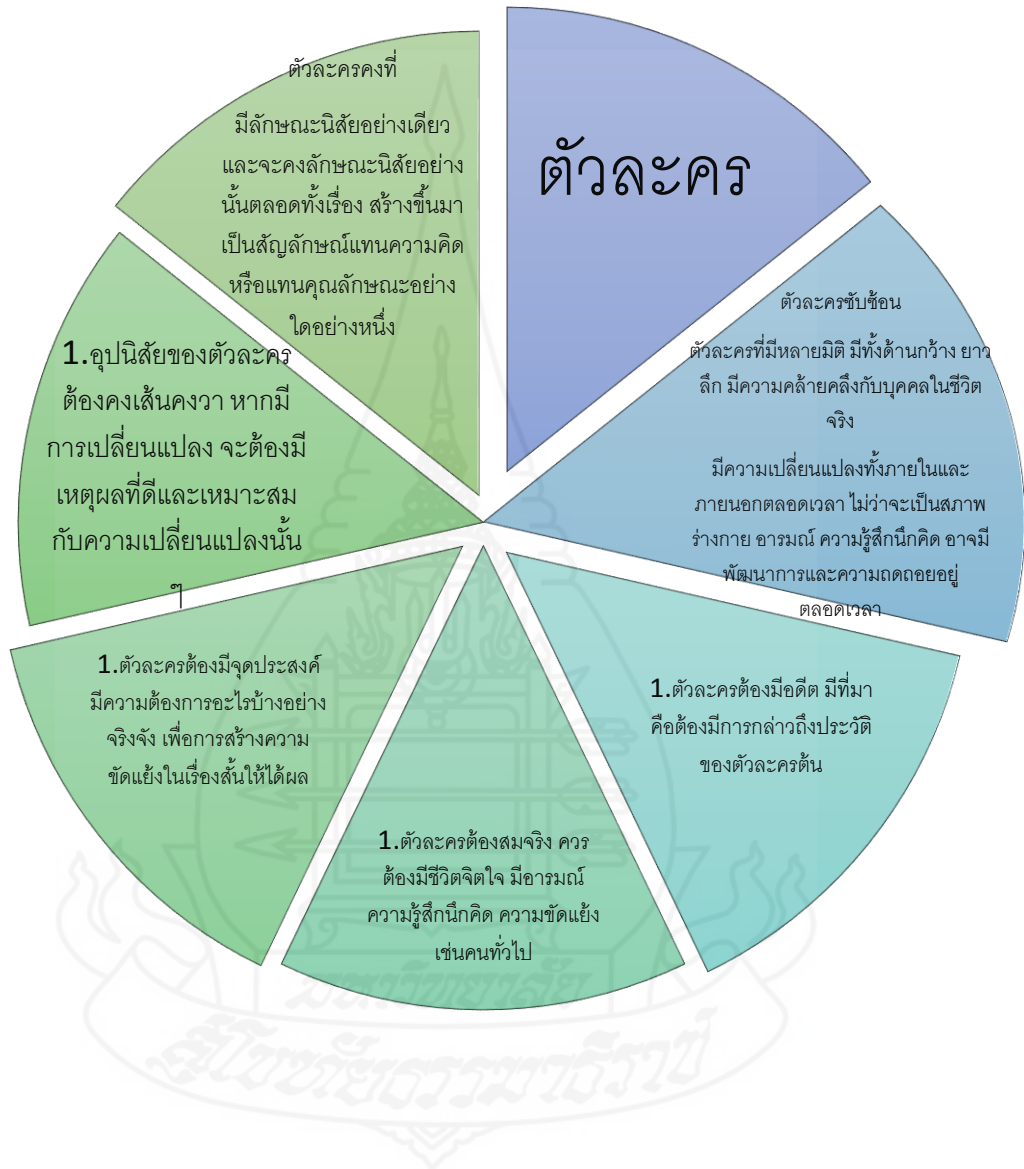 ตัวละคร
ตัวละครซับซ้อน
ตัวละครที่มีหลายมิติ มีทั้งด้านกว้าง ยาว
ลึก มีความคล้ายคลึงกับบุคคลในชีวิต
จริง
มีความเปลี่ยนแปลงทั้งภายในและ
ภายนอกตลอดเวลา ไม่ว่าจะเป็นสภาพ
ร่างกาย อารมณ์ ความรู้สึกนึกคิด อาจมี
พัฒนาการและความถดถอยอยู่
ตลอดเวลา
1.ตัวละครต้องมีอดีต มีที่มา
คือต้องมีการกล่าวถึงประวัติ
ของตัวละครต้น
1.ตัวละครต้องสมจริง ควร
ต้องมีชีวิตจิตใจ มีอารมณ์
ความรู้สึกนึกคิด ความขัดแย้ง
เช่นคนทั่วไป
1.ตัวละครต้องมีจุดประสงค์
มีความต้องการอะไรบ้างอย่าง
จริงจัง เพื่อการสร้างความ
ขัดแย้งในเรื่องสั้นให้ได้ผล
1.อุปนิสัยของตัวละคร
ต้องคงเส้นคงวา หากมี
การเปลี่ยนแปลง จะต้องมี
เหตุผลที่ดีและเหมาะสม
กับความเปลี่ยนแปลงนั้น
ๆ
ตัวละครคงที่
มีลักษณะนิสัยอย่างเดียว
และจะคงลักษณะนิสัยอย่าง
นั้นตลอดทั้งเรื่อง สร้างขึ้นมา
เป็นสัญลักษณ์แทนความคิด
หรือแทนคุณลักษณะอย่าง
ใดอย่างหนึ่ง
มหาวิทยาลัย
สุโขทัยธรรมาธิราช